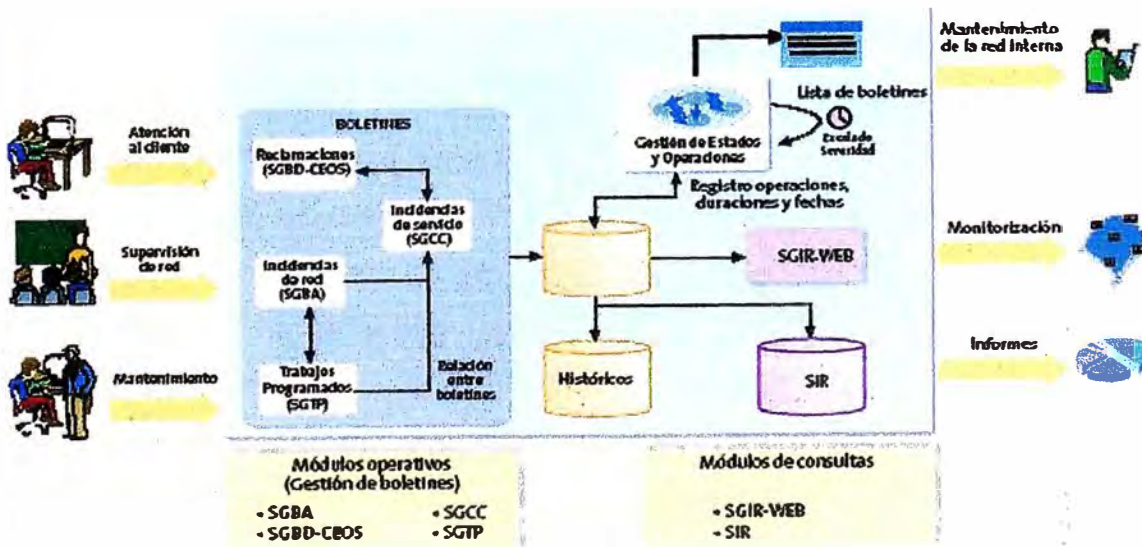 Atención
al cliente
Supervisión
de red
Mantenimiento
BOLETINES
Reclamaciones
(SGBD-CEOS)
Incidencias
de servicio
(SGCC)
Incidencias
de red
(SGBA)
Trabajos
Programados
(SGTP)
Relación
entre
boletines
Lista de boletines
Escalado
Severidad
Gestión de Estados
y Operaciones
Registro operaciones,
duraciones y fechas
SGIR-WEB
Históricos
SIR
Mantenimiento
de la red interna
Monitorización
Informes
Módulos operativos
(Gestión de boletines)
• SGBA
• SGCC
• SGBD-CEOS
• SGTP
Módulos de consultas
• SGIR-WEB
• SIR